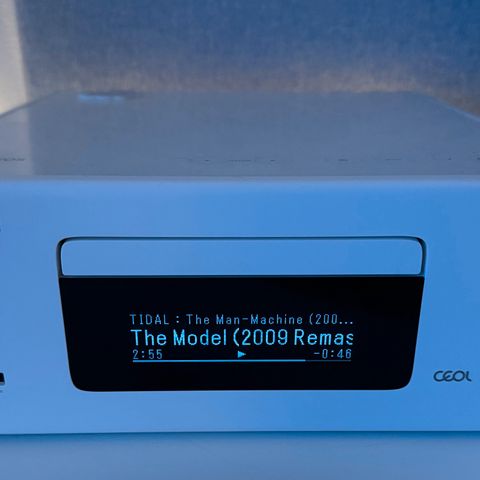 TIDAL : The Man-Machine (200...
The Model (2009 Remas
2:55 -0:46
CEOL